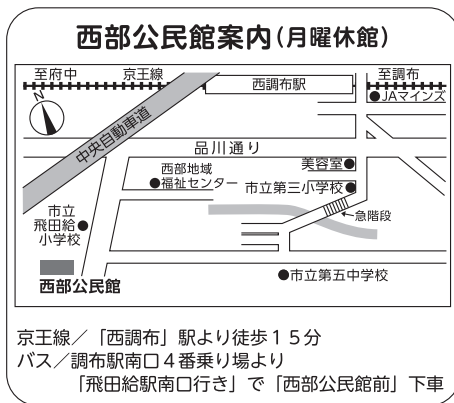 西部公民館案内(月曜休館)
至府中
京王線
西調布駅
至調布
JAマインズ
N
中央自動車道
品川通り
美容室
西部地域
福祉センター
市立第三小学校
急階段
市立
飛田給
小学校
西部公民館
市立第五中学校
京王線/「西調布」駅より徒歩15分
バス/調布駅南口4番乗り場より
「飛田給駅南口行き」で「西部公民館前」下車